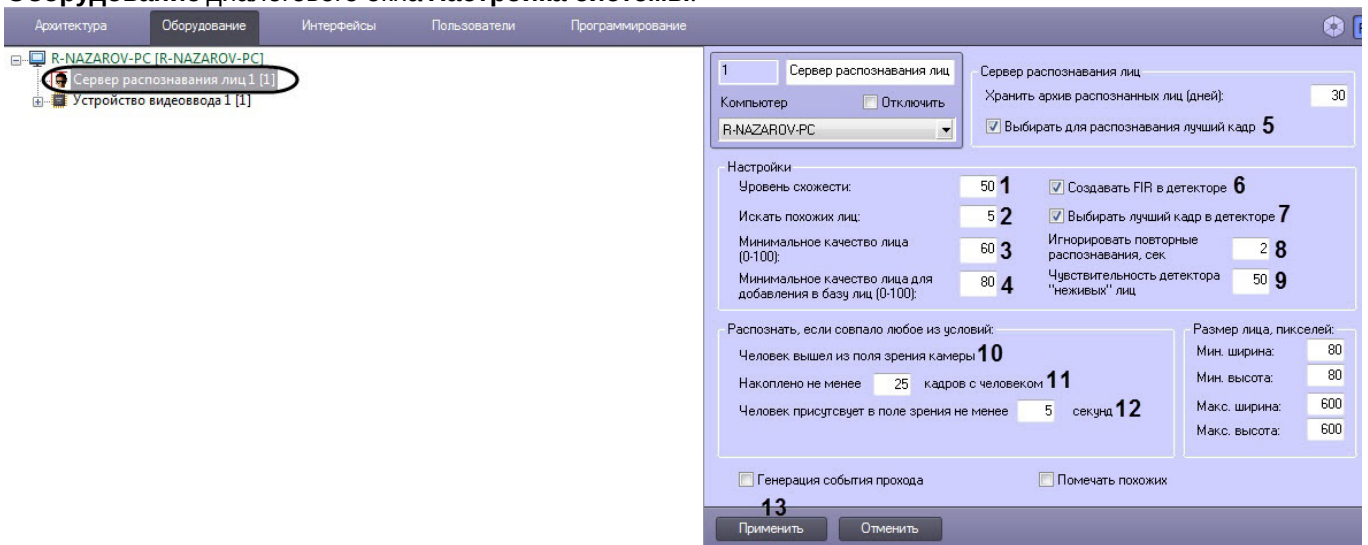 Оборудование диалогового окна Настройка системы.
Архитектура Оборудование Интерфейсы Пользователи Программирование
R-NAZAROV-PC [R-NAZAROV-PC]
Сервер распознавания лиц 1 [1]
Устройство видеоввода 1 [1]
1 Сервер распознавания лиц
Компьютер Отключить
R-NAZAROV-PC
Сервер распознавания лиц
Хранить архив распознанных лиц (дней): 30
Выбирать для распознавания лучший кадр 5
Настройки
Уровень схожести: 50 1
Создавать FIR в детекторе 6
Искать похожих лиц: 5 2
Выбирать лучший кадр в детекторе 7
Минимальное качество лица
(0-100): 60 3
Игнорировать повторные
распознавания, сек 2 8
Минимальное качество лица для
добавления в базу лиц (0-100): 80 4
Чувствительность детектора
"неживых" лиц 50 9
Распознать, если совпало любое из условий:
Человек вышел из поля зрения камеры 10
Накоплено не менее 25 кадров с человеком 11
Человек присутсвует в поле зрения не менее 5 секунд 12
Размер лица, пикселей:
Мин. ширина: 80
Мин. высота: 80
Макс. ширина: 600
Макс. высота: 600
Генерация события прохода
Помечать похожих
13
Применить Отменить